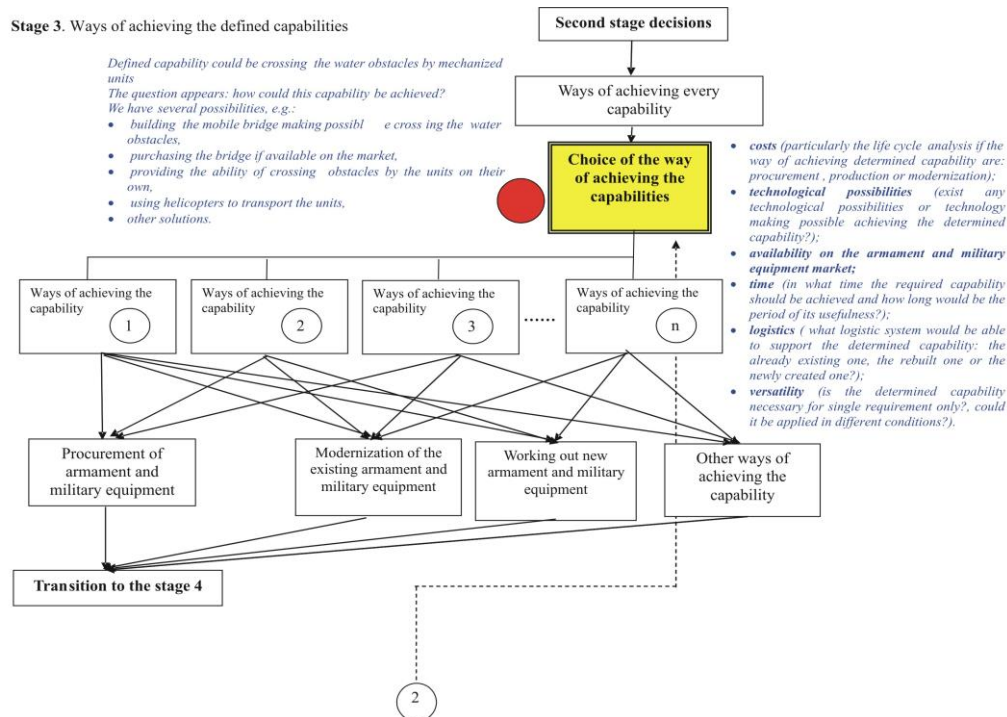 Stage 3. Ways of achieving the defined capabilities
Second stage decisions
Defined capability could be crossing the water obstacles by mechanized
units
The question appears: how could this capability be achieved?
We have several possibilities, e.g.:
• building the mobile bridge making possibl e cross ing the water
obstacles,
• purchasing the bridge if available on the market,
• providing the ability of crossing obstacles by the units on their
own,
• using helicopters to transport the units,
• other solutions.
Ways of achieving every
capability
Choice of the way
of achieving the
capabilities
• costs (particularly the life cycle analysis if the
way of achieving determined capability are:
procurement , production or modernization);
• technological possibilities (exist any
technological possibilities or technology
making possible achieving the determined
capability?);
• availability on the armament and military
equipment market;
• time (in what time the required capability
should be achieved and how long would be the
period of its usefulness?);
• logistics ( what logistic system would be able
to support the determined capability: the
already existing one, the rebuilt one or the
newly created one?);
• versatility (is the determined capability
necessary for single requirement only?, could
it be applied in different conditions?).
Ways of achieving the
capability
1
Ways of achieving the
capability
2
Ways of achieving the
capability
3
......
Ways of achieving the
capability
n
Procurement of
armament and
military equipment
Modernization of the
existing armament and
military equipment
Working out new
armament and military
equipment
Other ways of
achieving the
capability
Transition to the stage 4
2